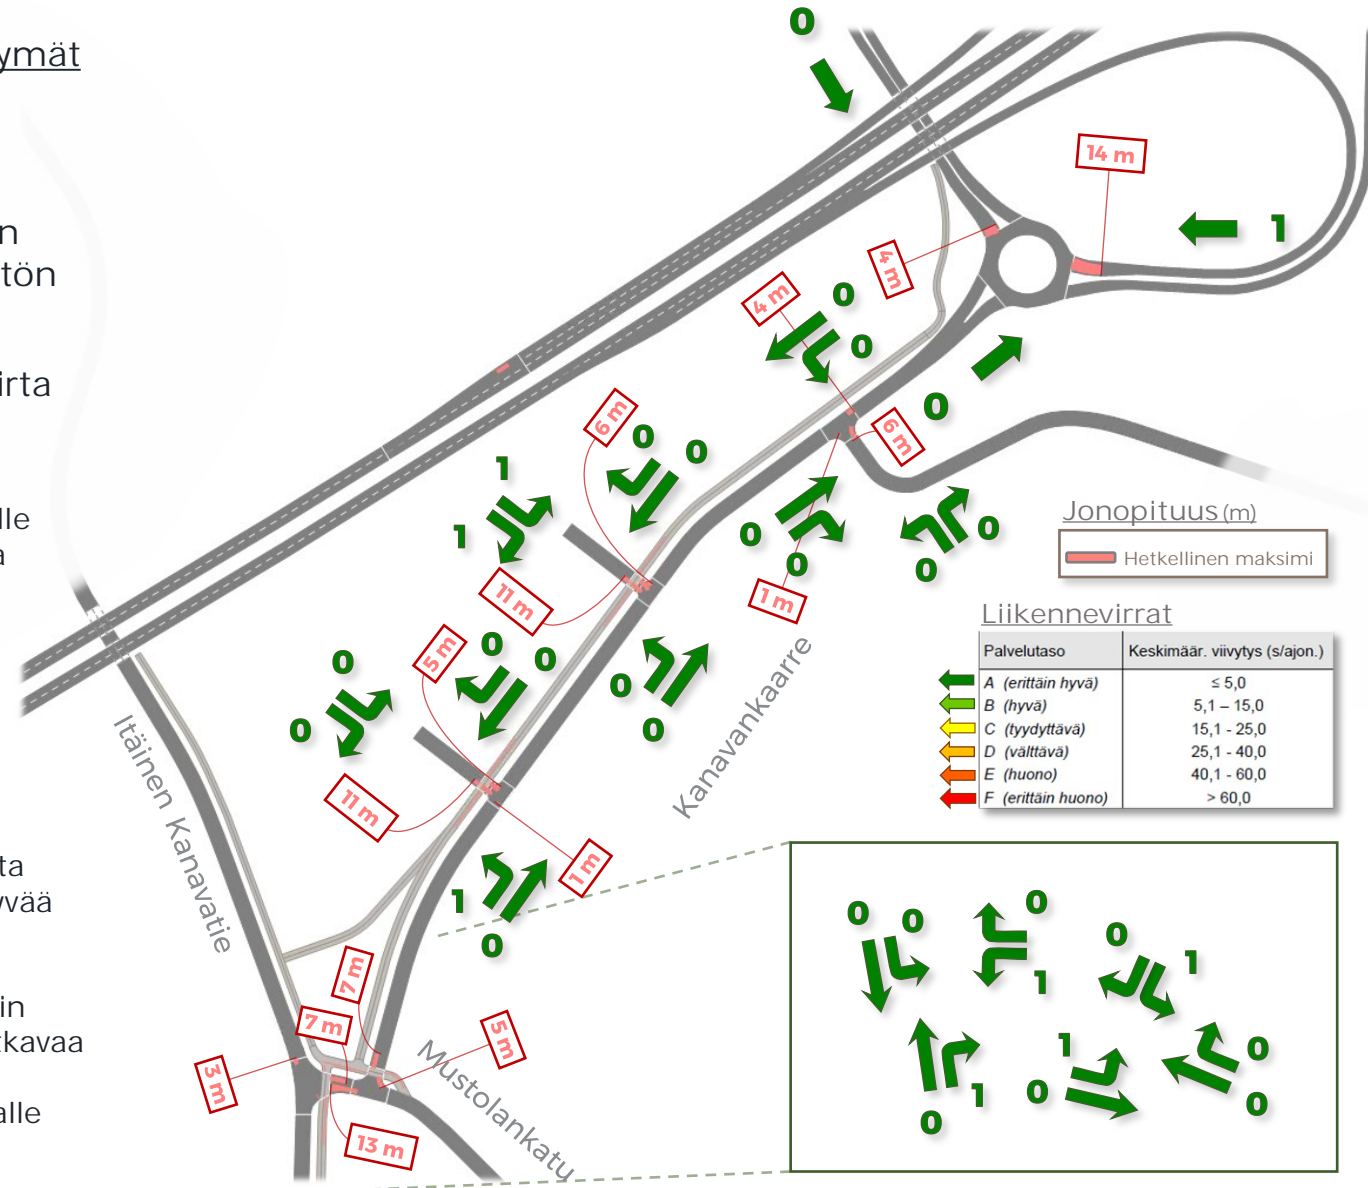 ymät
n
tön
irta
lle
a
ta
vvää
in
tkavaa
alle
0
14 m
1
4 m
4 m
0
0
0
6 m
6 m
0
0
1
1
0
0
0
0
1 m
11 m
5 m
0
0
0
0
0
0
11 m
1 m
1
0
7 m
7 m
5 m
3 m
13 m
Itäinen Kanavatie
Kanavankaarre
Mustolankatu
Jonopituus (m)
Hetkellinen maksimi
Liikennevirrat
Palvelutaso Keskimäär. viivytys (s/ajon.)
A (erittäin hyvä) ≤ 5,0
B (hyvä) 5,1 – 15,0
C (tyydyttävä) 15,1 - 25,0
D (välttävä) 25,1 - 40,0
E (huono) 40,1 - 60,0
F (erittäin huono) > 60,0
0
0
0
1
0
1
0
1
1
0
0
0